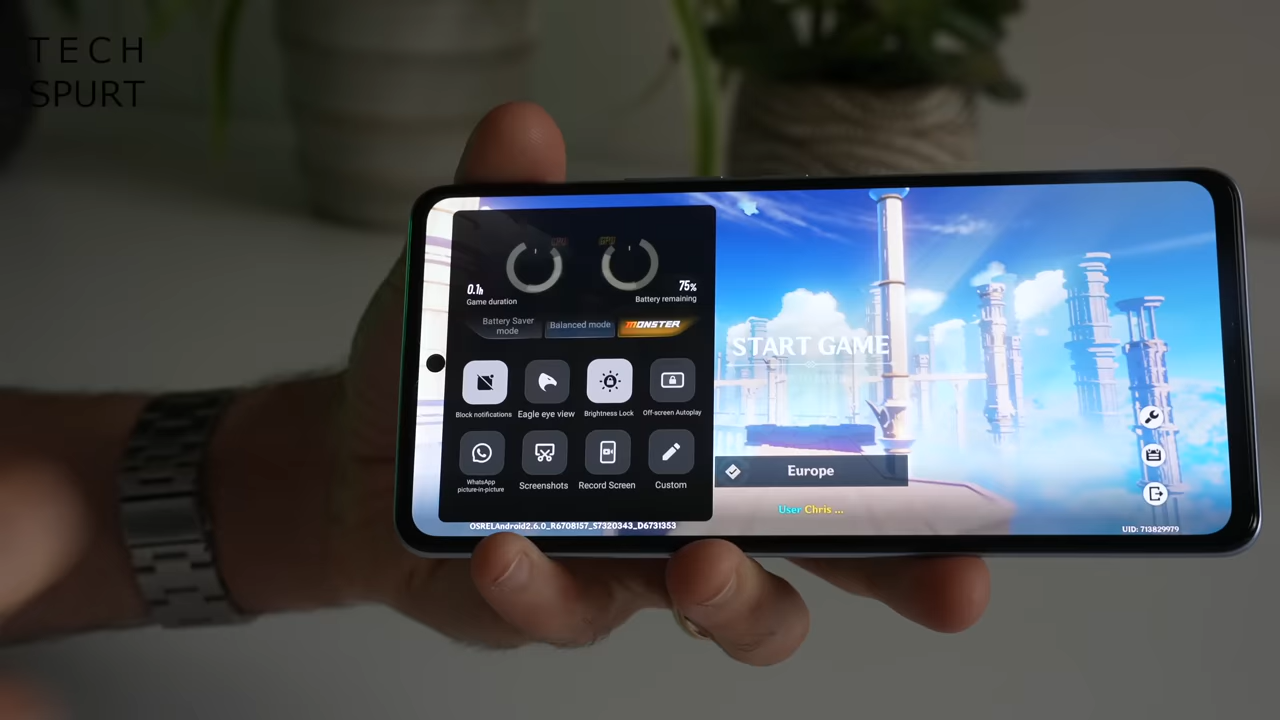 TECH
SPURT
CPU
GPU
0.1h
Game duration
75%
Battery remaining
Battery Saver
mode
Balanced mode
MONSTER
Block notifications
Eagle eye view
Brightness Lock
Off-screen Autoplay
WhatsApp
picture-in-picture
Screenshots
Record Screen
Custom
START GAME
Europe
User Chris ...
OSRELAndroid2.6.0_R6708157_S7320343_D6731353
UID: 713829979